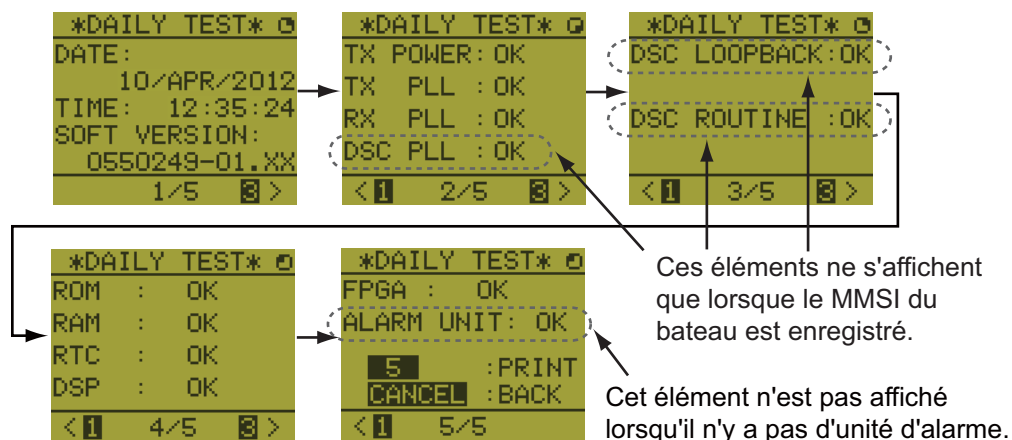 *DAILY TEST*
DATE:
10/APR/2012
TIME: 12:35:24
SOFT VERSION:
0550249-01.XX
1/5 3 >
*DAILY TEST*
TX POWER: OK
TX PLL : OK
RX PLL : OK
DSC PLL : OK
< 1 2/5 3 >
*DAILY TEST*
DSC LOOPBACK:OK
DSC ROUTINE :OK
< 1 3/5 3 >
Ces éléments ne s'affichent
que lorsque le MMSI du
bateau est enregistré.
*DAILY TEST*
ROM : OK
RAM : OK
RTC : OK
DSP : OK
< 1 4/5 3 >
*DAILY TEST*
FPGA : OK
ALARM UNIT: OK
5 :PRINT
CANCEL :BACK
< 1 5/5
Cet élément n'est pas affiché
lorsqu'il n'y a pas d'unité d'alarme.